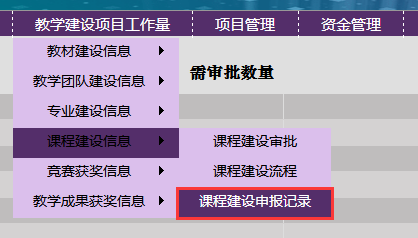 教学建设项目工作量 项目管理 资金管理
教材建设信息
需审批数量
教学团队建设信息
专业建设信息
课程建设信息 课程建设审批
竞赛获奖信息 课程建设流程
教学成果获奖信息 课程建设申报记录